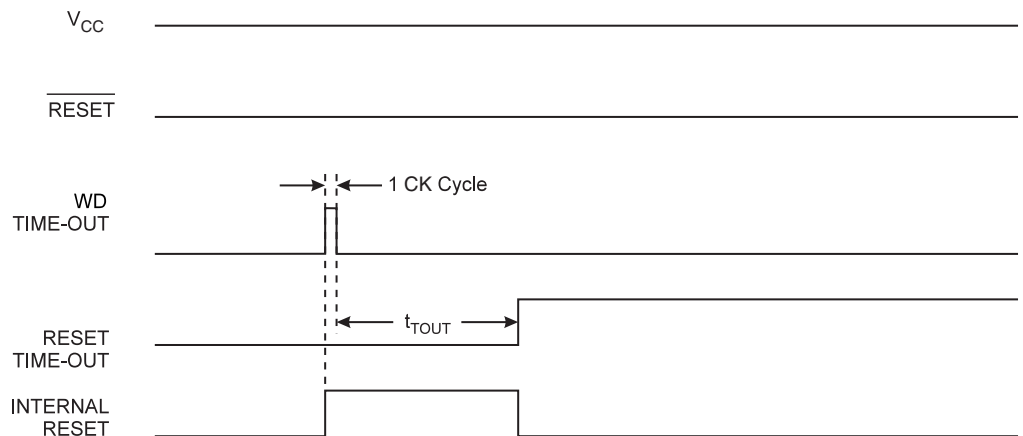 VCC
RESET
1 CK Cycle
WD
TIME-OUT
tTOUT
RESET
TIME-OUT
INTERNAL
RESET